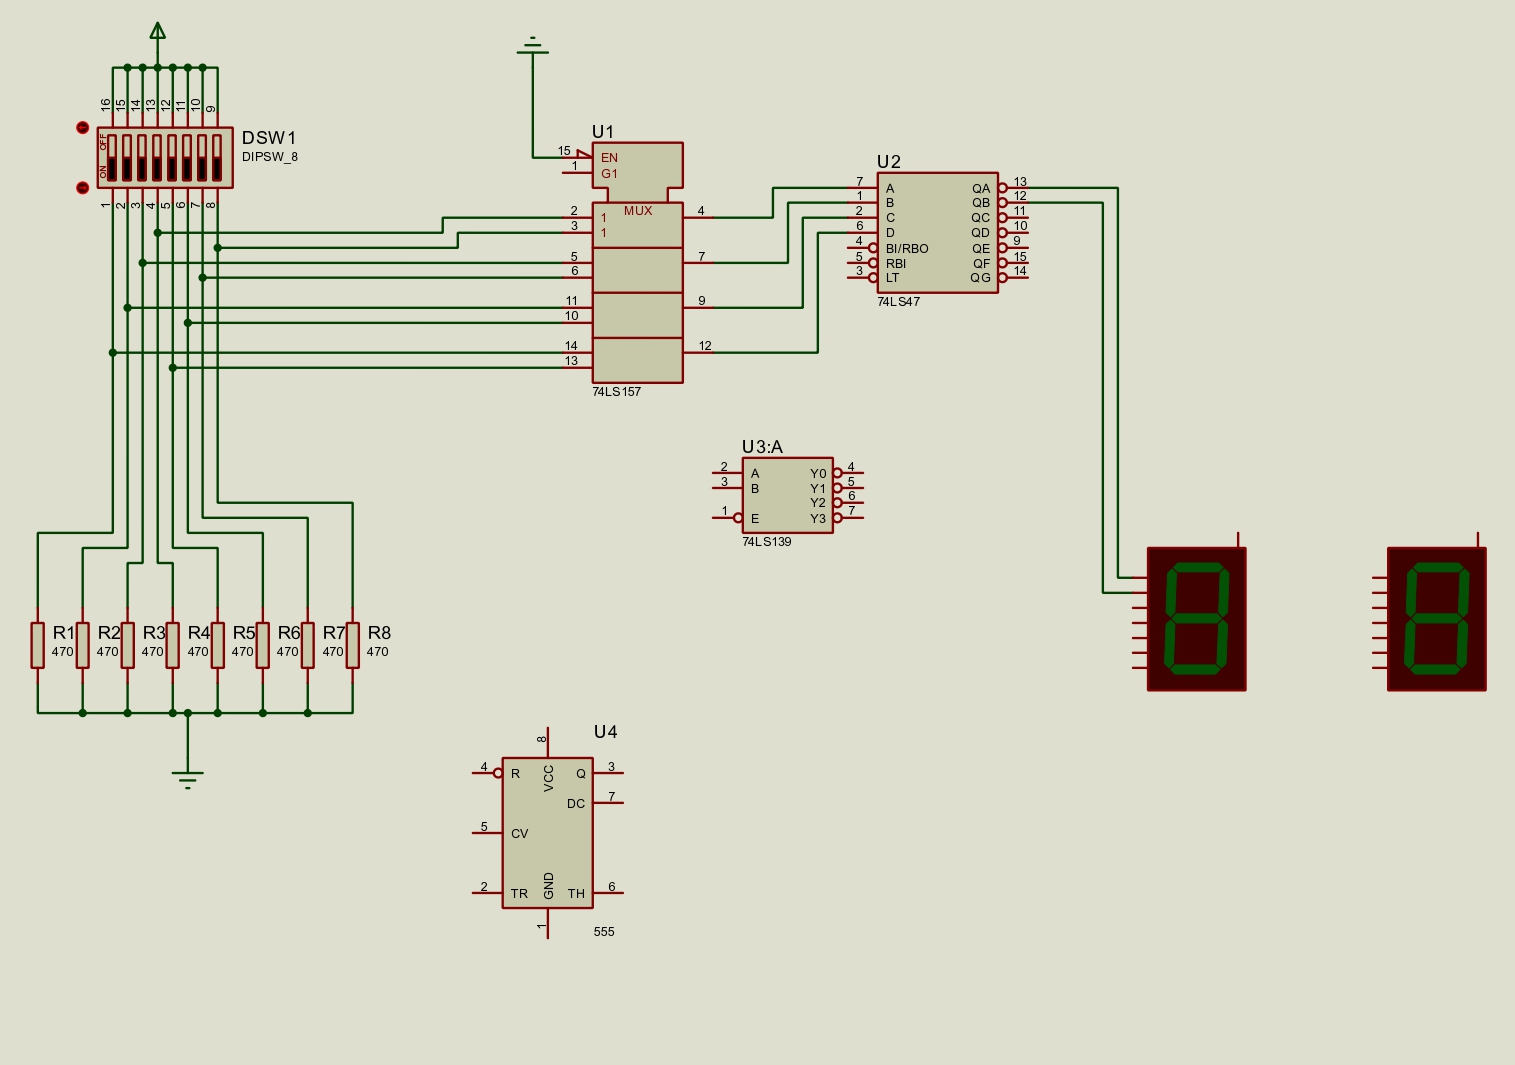 16 15 14 13 12 11 10 9
OFF
ON
DSW1
DIPSW_8
1 2 3 4 5 6 7 8
U1
15 EN
1 G1
MUX
2 1 4
3 1
5 7
6
11 9
10
14 12
13
74LS157
U2
7 A QA 13
1 B QB 12
2 C QC 11
6 D QD 10
4 BI/RBO QE 9
5 RBI QF 15
3 LT QG 14
74LS47
U3:A
2 A Y0 4
3 B Y1 5
Y2 6
1 E Y3 7
74LS139
R1 R2 R3 R4 R5 R6 R7 R8
470 470 470 470 470 470 470 470
U4
8
4 R VCC Q 3
DC 7
5 CV
2 TR GND TH 6
1
555